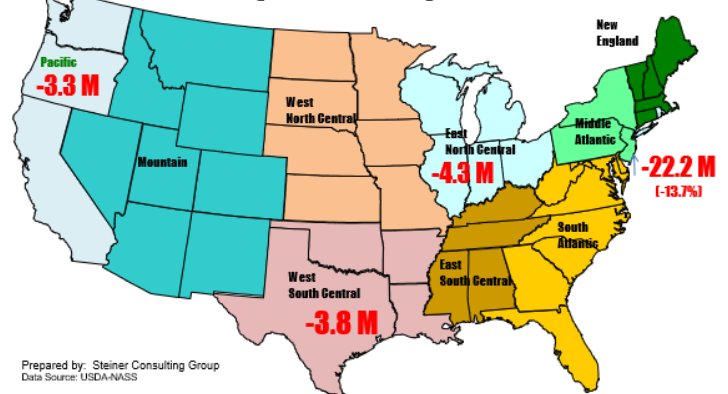 New
England
Pacific
-3.3 M
West
North Central
East
North Central
-4.3 M
Middle
Atlantic
-22.2 M
(-13.7%)
Mountain
South
Atlantic
East
South Central
West
South Central
-3.8 M
Prepared by: Steiner Consulting Group
Data Source: USDA-NASS